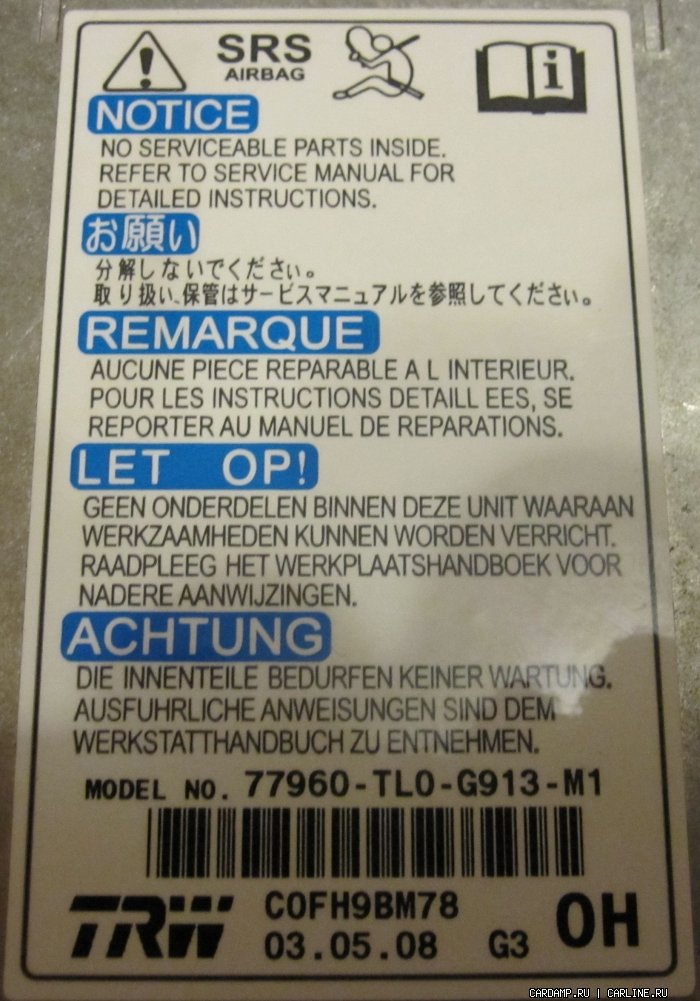 SRS
AIRBAG
i
NOTICE
NO SERVICEABLE PARTS INSIDE.
REFER TO SERVICE MANUAL FOR
DETAILED INSTRUCTIONS.
お願い
分解しないでください。
取り扱い、保管はサービスマニュアルを参照してください。
REMARQUE
AUCUNE PIECE REPARABLE A L INTERIEUR.
POUR LES INSTRUCTIONS DETAILL EES, SE
REPORTER AU MANUEL DE REPARATIONS.
LET OP!
GEEN ONDERDELEN BINNEN DEZE UNIT WAARAAN
WERKZAAMHEDEN KUNNEN WORDEN VERRICHT.
RAADPLEEG HET WERKPLAATSHANDBOEK VOOR
NADERE AANWIJZINGEN.
ACHTUNG
DIE INNENTEILE BEDURFEN KEINER WARTUNG.
AUSFUHRLICHE ANWEISUNGEN SIND DEM
WERKSTATTHANDBUCH ZU ENTNEHMEN.
MODEL NO. 77960-TL0-G913-M1
TRW C0FH9BM78 0H
03.05.08 G3
CARDAMP.RU | CARLINE.RU